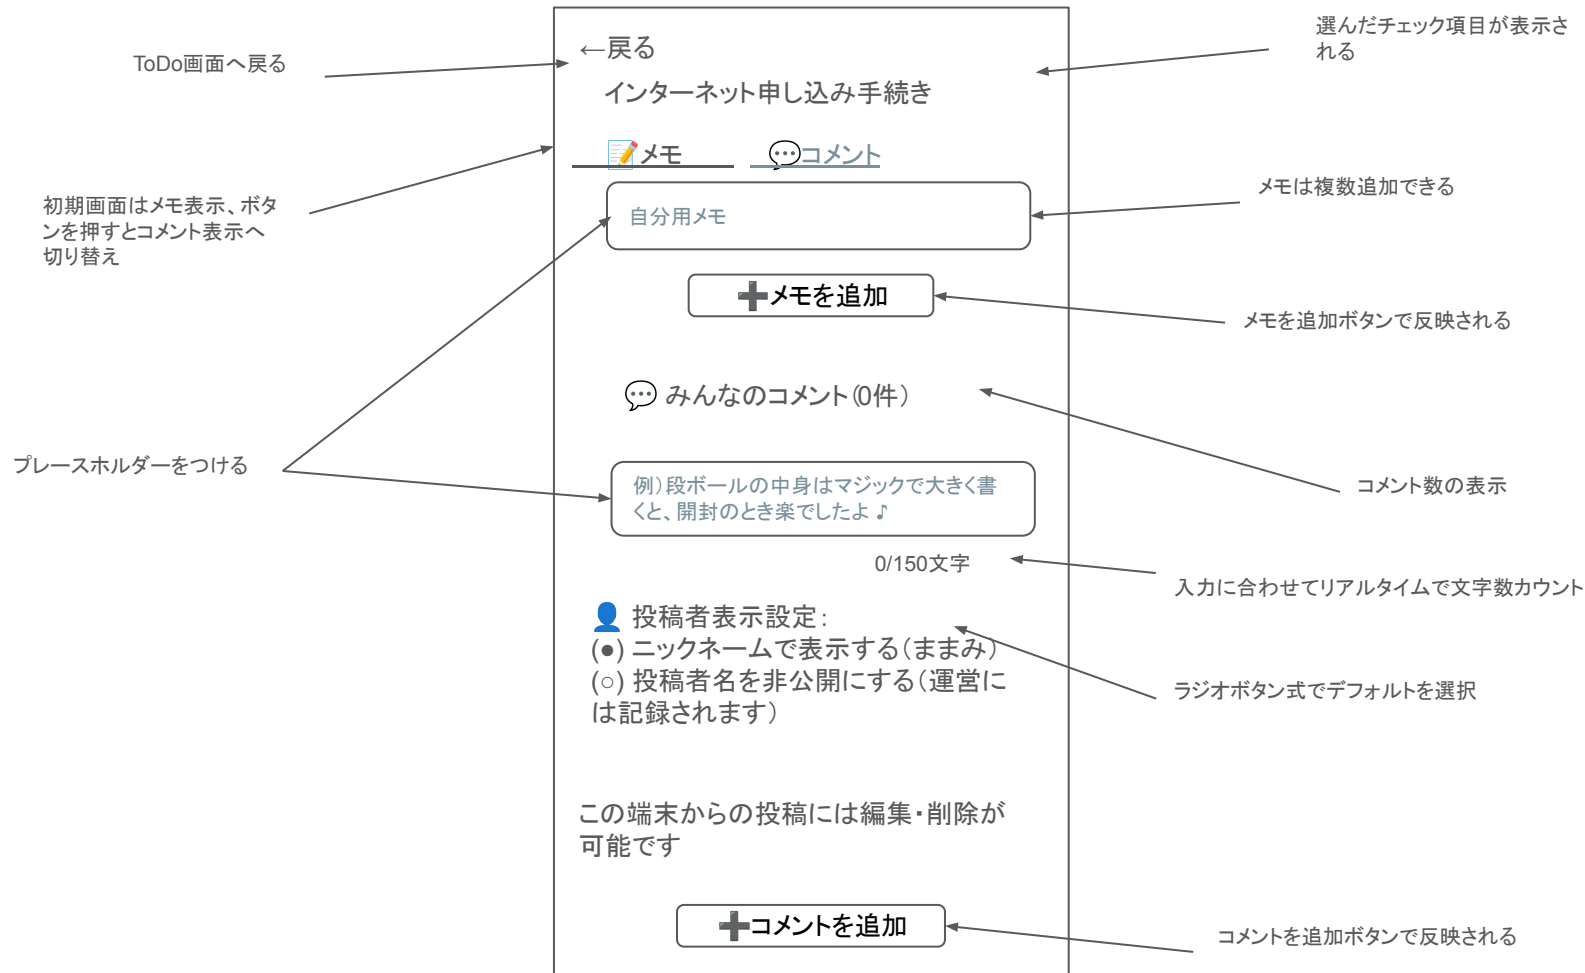 ←戻る
インターネット申し込み手続き
📝メモ
💬コメント
自分用メモ
➕メモを追加
💬 みんなのコメント(0件)
例)段ボールの中身はマジックで大きく書
くと、開封のとき楽でしたよ♪
0/150文字
👤 投稿者表示設定:
(●) ニックネームで表示する(ままみ)
(○) 投稿者名を非公開にする(運営に
は記録されます)
この端末からの投稿には編集・削除が
可能です
➕コメントを追加
ToDo画面へ戻る
初期画面はメモ表示、ボタ
ンを押すとコメント表示へ
切り替え
プレースホルダーをつける
選んだチェック項目が表示さ
れる
メモは複数追加できる
メモを追加ボタンで反映される
コメント数の表示
入力に合わせてリアルタイムで文字数カウント
ラジオボタン式でデフォルトを選択
コメントを追加ボタンで反映される